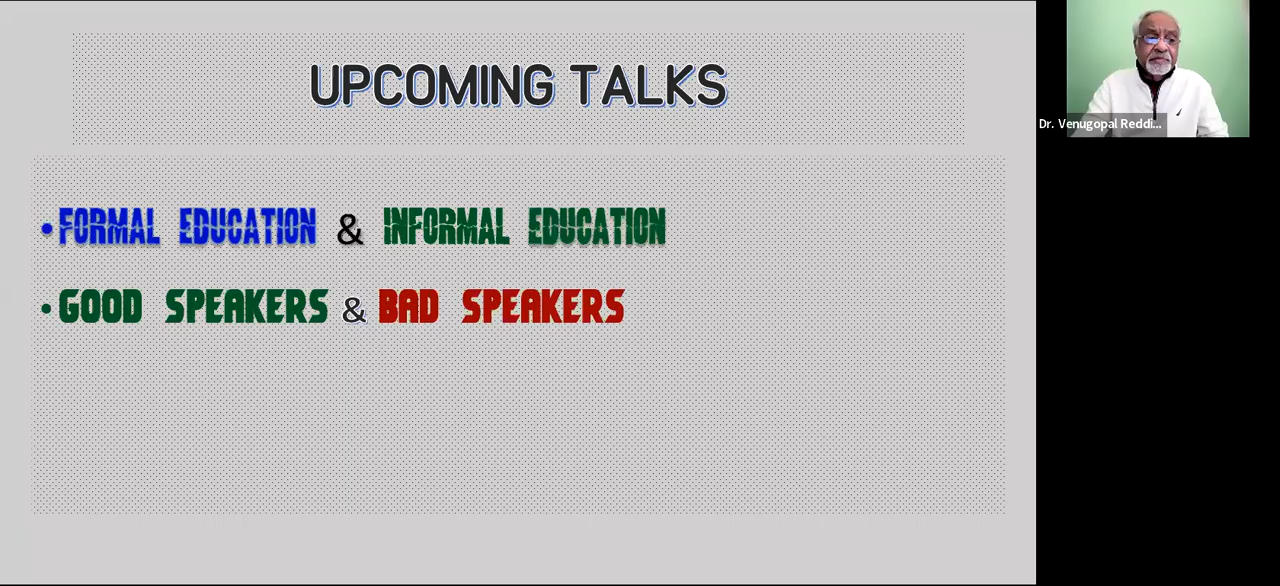 UPCOMING TALKS
• FORMAL EDUCATION & INFORMAL EDUCATION
• GOOD SPEAKERS & BAD SPEAKERS
Dr. Venugopal Reddi...